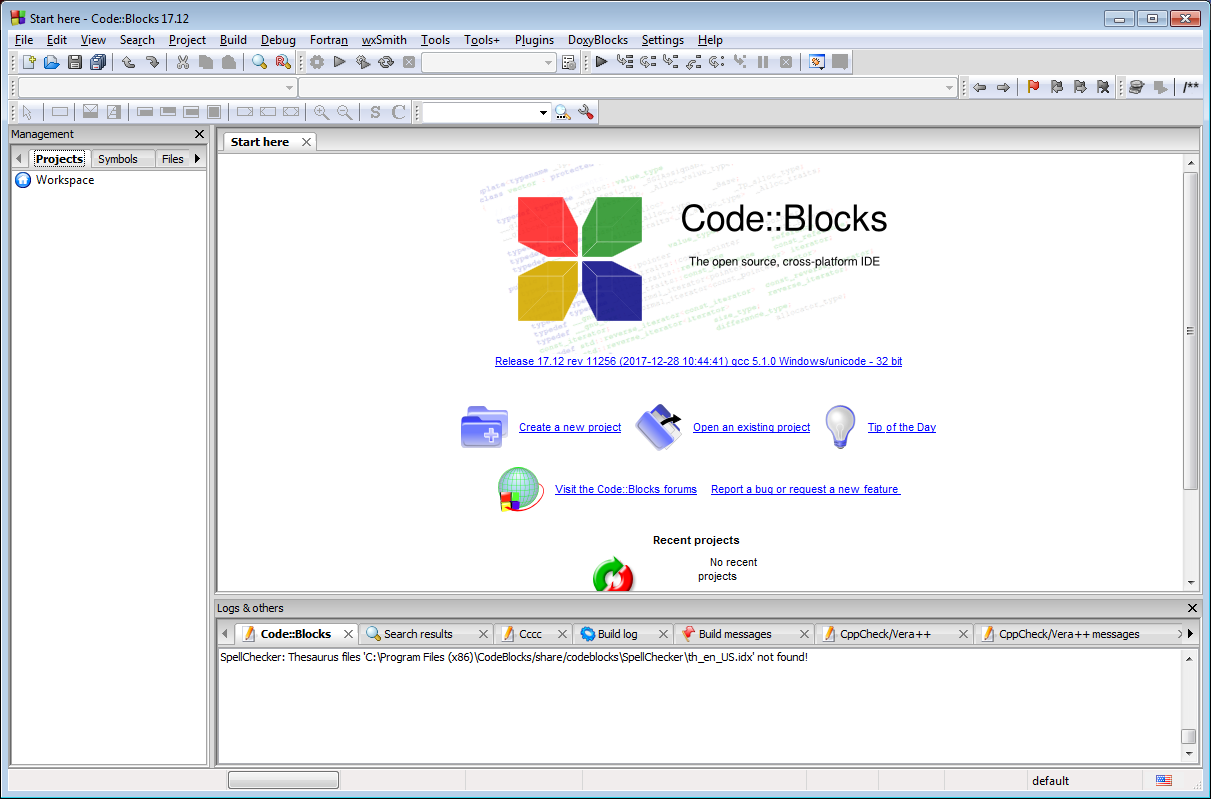 Start here - Code::Blocks 17.12
File Edit View Search Project Build Debug Fortran wxSmith Tools Tools+ Plugins DoxyBlocks Settings Help
/**
S C
Management
Projects Symbols Files
Workspace
Start here
Code::Blocks
The open source, cross-platform IDE
Release 17.12 rev 11256 (2017-12-28 10:44:41) gcc 5.1.0 Windows/unicode - 32 bit
Create a new project Open an existing project Tip of the Day
Visit the Code::Blocks forums Report a bug or request a new feature
Recent projects
No recent
projects
Logs & others
Code::Blocks Search results Cccc Build log Build messages CppCheck/Vera++ CppCheck/Vera++ messages
SpellChecker: Thesaurus files 'C:\Program Files (x86)\CodeBlocks/share/codeblocks\SpellChecker\th_en_US.idx' not found!
default